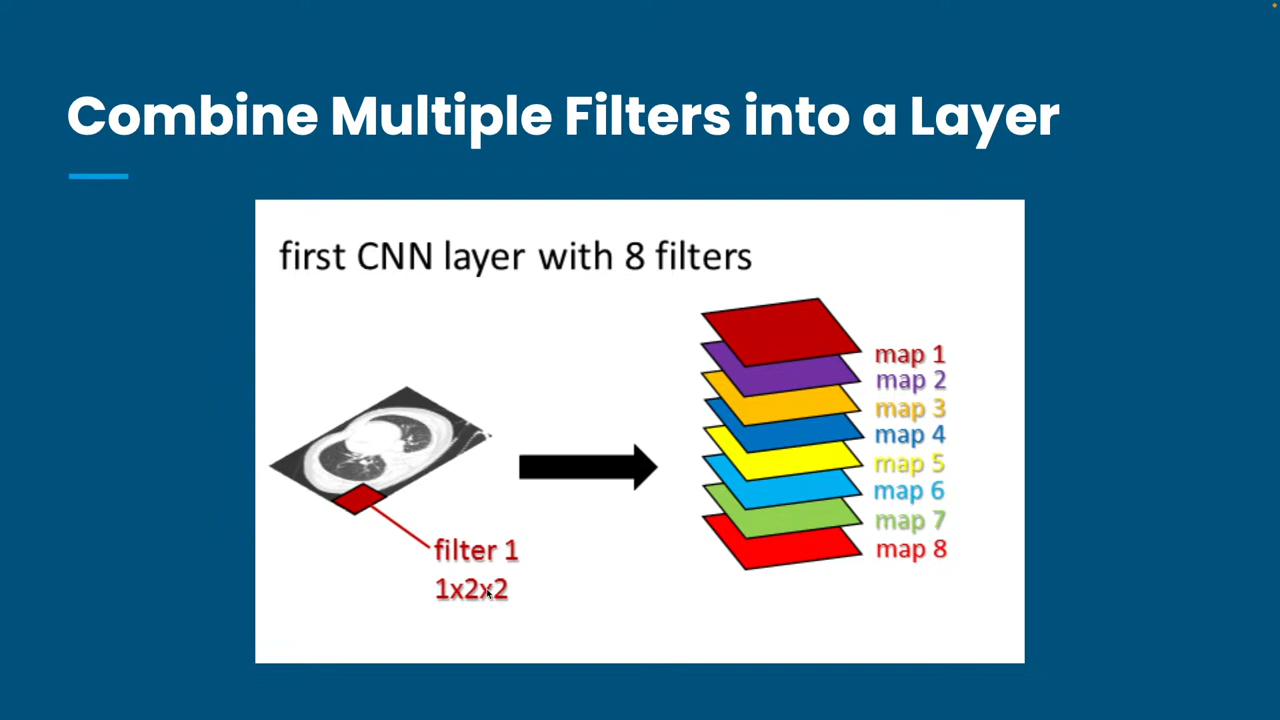 Combine Multiple Filters into a Layer
first CNN layer with 8 filters
map 1
map 2
map 3
map 4
map 5
map 6
map 7
map 8
filter 1
1x2x2